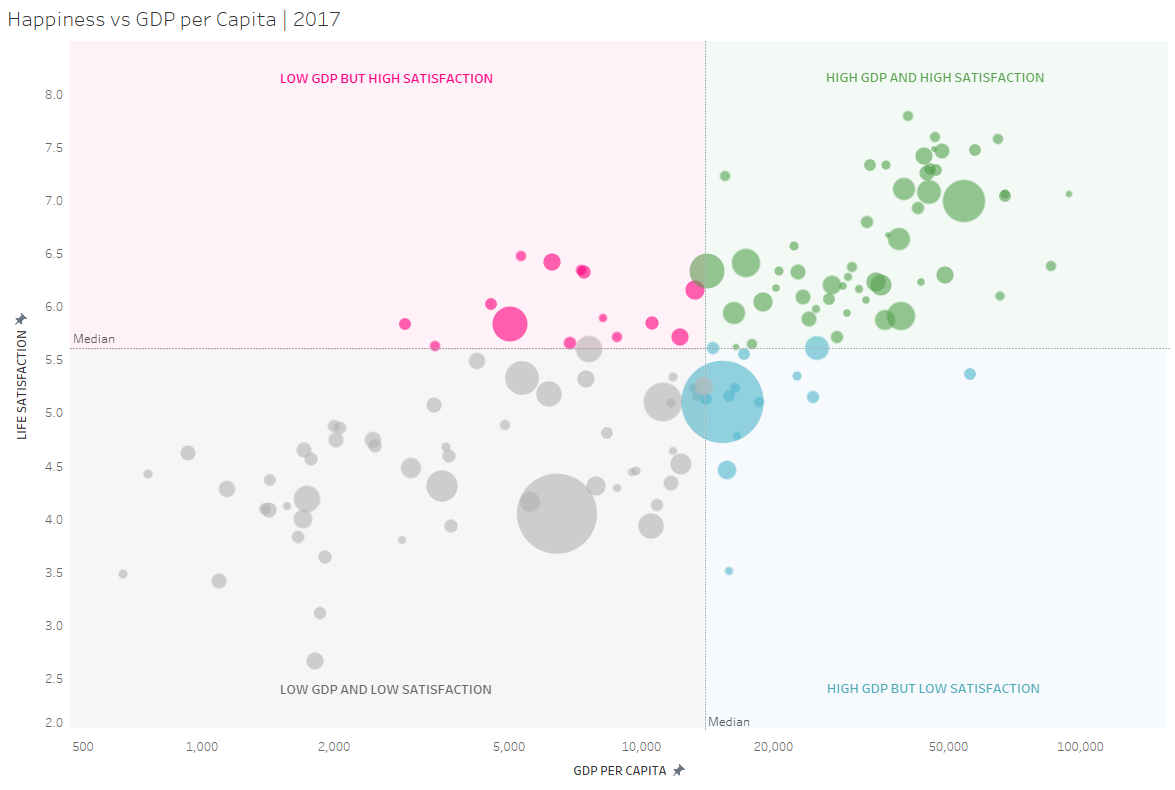 Happiness vs GDP per Capita | 2017
LOW GDP BUT HIGH SATISFACTION
HIGH GDP AND HIGH SATISFACTION
8.0
7.5
7.0
6.5
6.0
5.5
5.0
4.5
4.0
3.5
3.0
2.5
2.0
LIFE SATISFACTION
Median
LOW GDP AND LOW SATISFACTION
HIGH GDP BUT LOW SATISFACTION
Median
500 1,000 2,000 5,000 10,000 20,000 50,000 100,000
GDP PER CAPITA